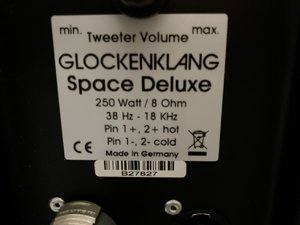 min. max.
Tweeter Volume
GLOCKENKLANG
Space Deluxe
250 Watt / 8 Ohm
38 Hz - 18 KHz
Pin 1+, 2+ hot
Pin 1-, 2- cold
CE Made in Germany
B27827